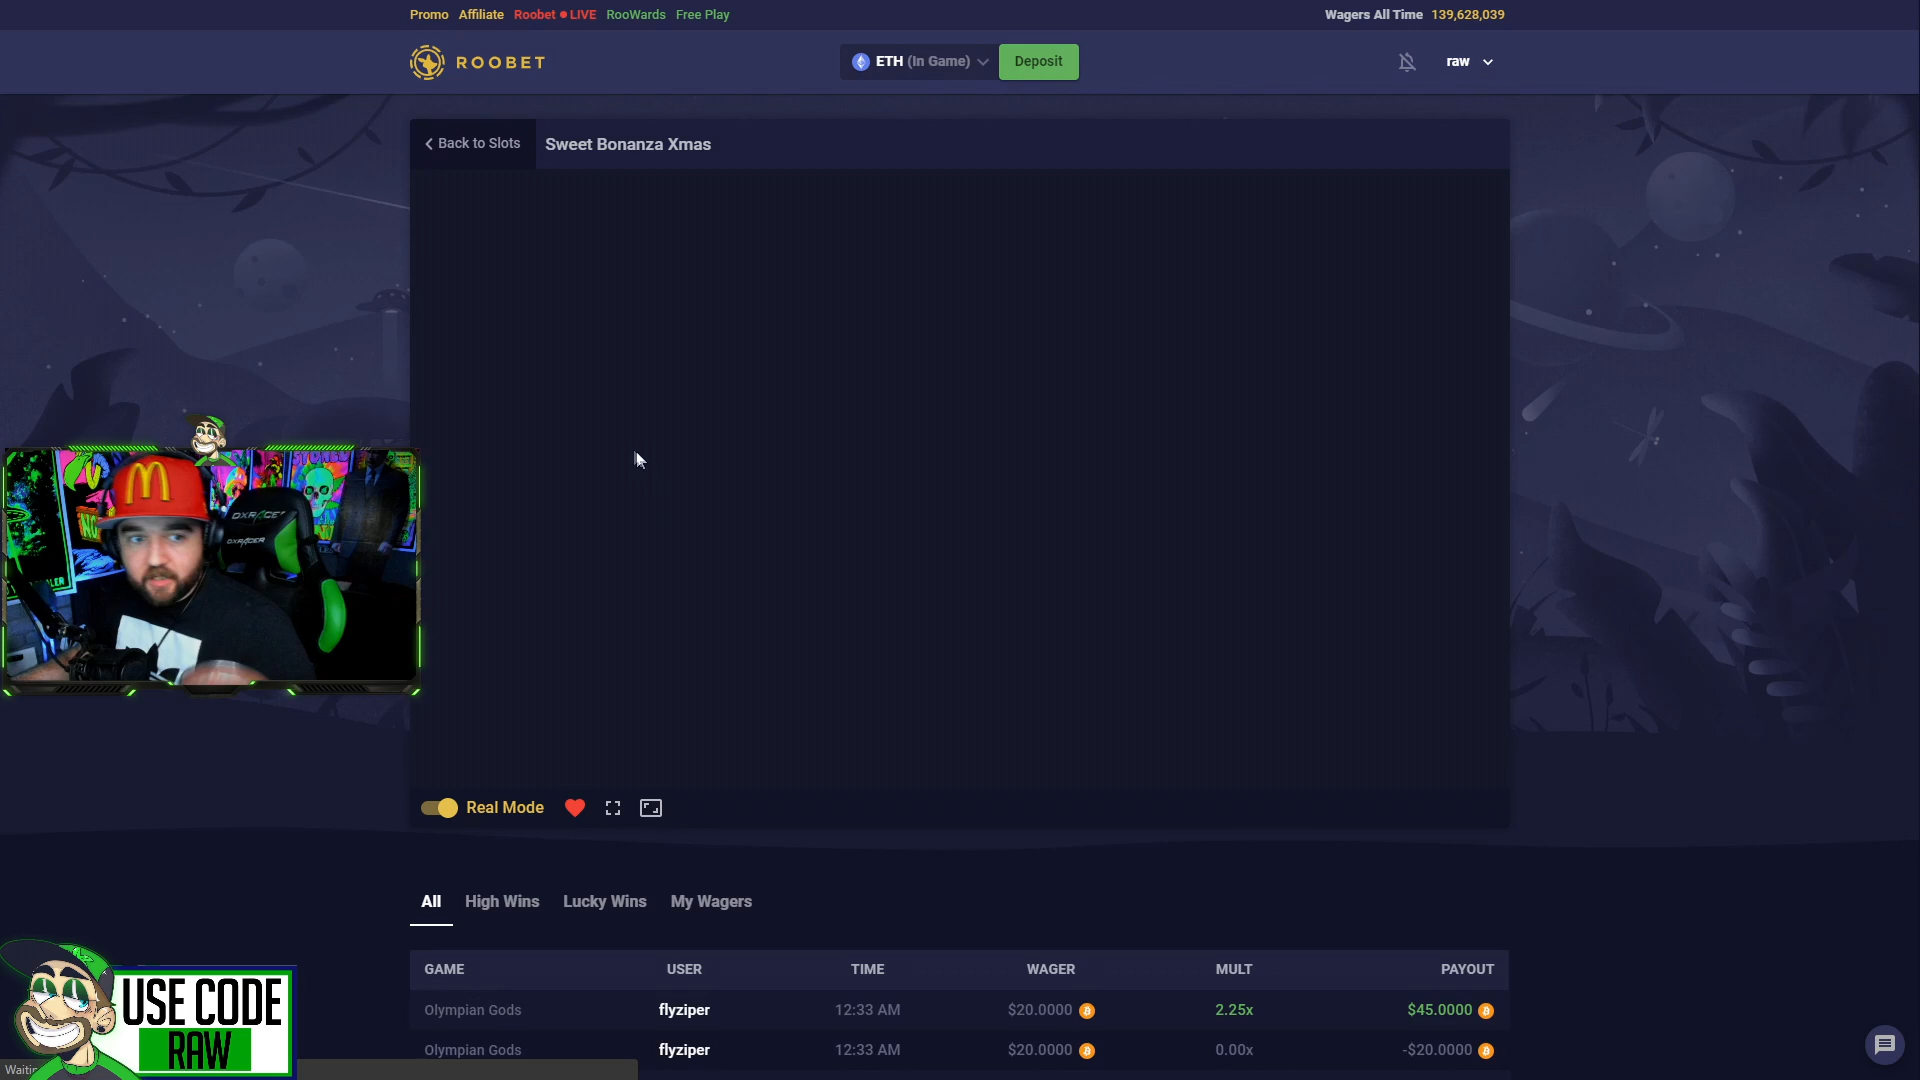 Promo Affiliate Roobet LIVE RooWards Free Play
Wagers All Time 139,628,039
ROOBET
ETH (In Game)
Deposit
raw
Back to Slots
Sweet Bonanza Xmas
STONED
DXRACER
DXRACER
Real Mode
All High Wins Lucky Wins My Wagers
GAME USER TIME WAGER MULT PAYOUT
Olympian Gods flyziper 12:33 AM $20.0000 2.25x $45.0000
Olympian Gods flyziper 12:33 AM $20.0000 0.00x -$20.0000
USE CODE
RAW